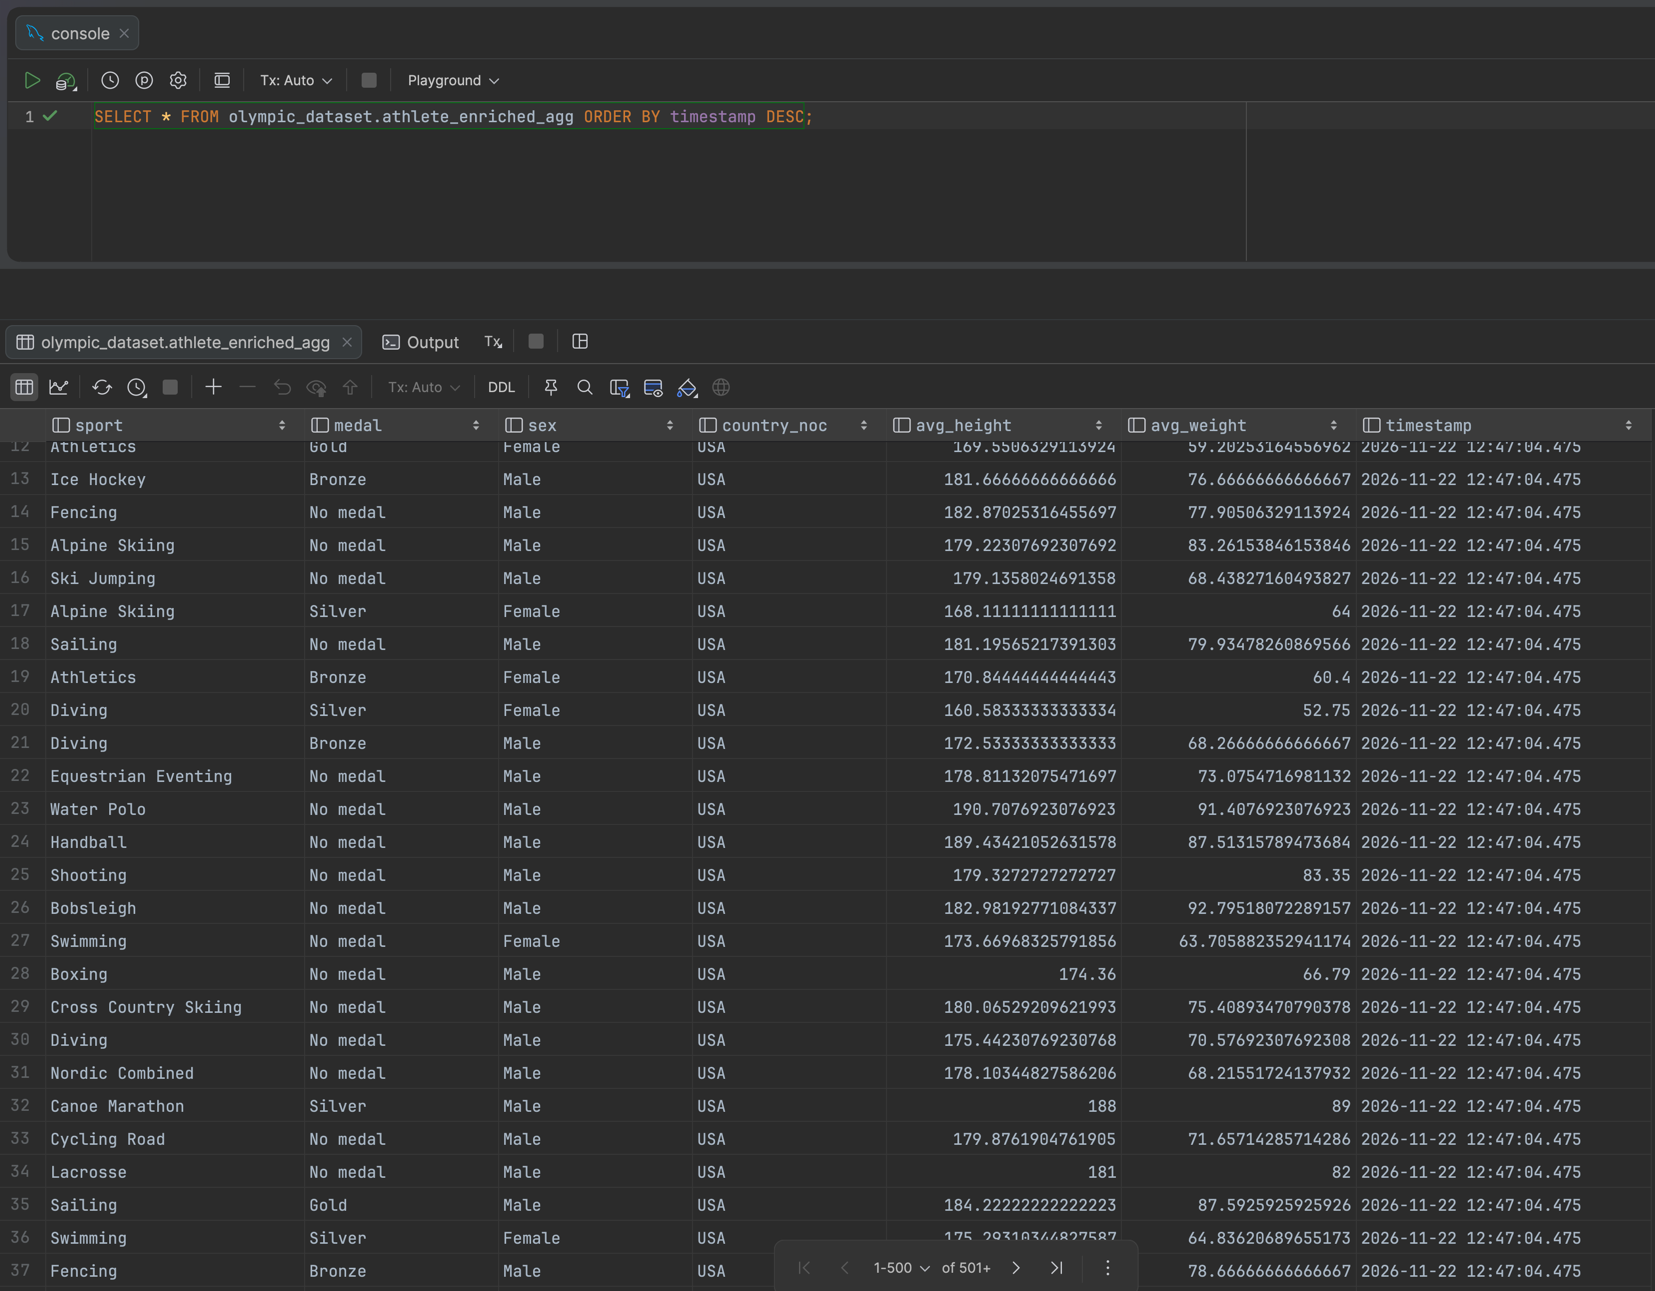 console
Tx: Auto
Playground
1 SELECT * FROM olympic_dataset.athlete_enriched_agg ORDER BY timestamp DESC;
olympic_dataset.athlete_enriched_agg Output Tx
Tx: Auto DDL
sport medal sex country_noc avg_height avg_weight timestamp
12 Athletics Gold Female USA 169.5506329113924 59.20253164556962 2026-11-22 12:47:04.475
13 Ice Hockey Bronze Male USA 181.66666666666666 76.66666666666667 2026-11-22 12:47:04.475
14 Fencing No medal Male USA 182.87025316455697 77.90506329113924 2026-11-22 12:47:04.475
15 Alpine Skiing No medal Male USA 179.22307692307692 83.26153846153846 2026-11-22 12:47:04.475
16 Ski Jumping No medal Male USA 179.1358024691358 68.43827160493827 2026-11-22 12:47:04.475
17 Alpine Skiing Silver Female USA 168.11111111111111 64 2026-11-22 12:47:04.475
18 Sailing No medal Male USA 181.19565217391303 79.93478260869566 2026-11-22 12:47:04.475
19 Athletics Bronze Female USA 170.84444444444443 60.4 2026-11-22 12:47:04.475
20 Diving Silver Female USA 160.58333333333334 52.75 2026-11-22 12:47:04.475
21 Diving Bronze Male USA 172.53333333333333 68.26666666666667 2026-11-22 12:47:04.475
22 Equestrian Eventing No medal Male USA 178.81132075471697 73.0754716981132 2026-11-22 12:47:04.475
23 Water Polo No medal Male USA 190.7076923076923 91.4076923076923 2026-11-22 12:47:04.475
24 Handball No medal Male USA 189.43421052631578 87.51315789473684 2026-11-22 12:47:04.475
25 Shooting No medal Male USA 179.3272727272727 83.35 2026-11-22 12:47:04.475
26 Bobsleigh No medal Male USA 182.98192771084337 92.79518072289157 2026-11-22 12:47:04.475
27 Swimming No medal Female USA 173.66968325791856 63.705882352941174 2026-11-22 12:47:04.475
28 Boxing No medal Male USA 174.36 66.79 2026-11-22 12:47:04.475
29 Cross Country Skiing No medal Male USA 180.06529209621993 75.40893470790378 2026-11-22 12:47:04.475
30 Diving No medal Male USA 175.44230769230768 70.57692307692308 2026-11-22 12:47:04.475
31 Nordic Combined No medal Male USA 178.10344827586206 68.21551724137932 2026-11-22 12:47:04.475
32 Canoe Marathon Silver Male USA 188 89 2026-11-22 12:47:04.475
33 Cycling Road No medal Male USA 179.8761904761905 71.65714285714286 2026-11-22 12:47:04.475
34 Lacrosse No medal Male USA 181 82 2026-11-22 12:47:04.475
35 Sailing Gold Male USA 184.22222222222223 87.5925925925926 2026-11-22 12:47:04.475
36 Swimming Silver Female USA 175.29310344827587 64.83620689655173 2026-11-22 12:47:04.475
37 Fencing Bronze Male USA 78.66666666666667 2026-11-22 12:47:04.475
1-500 of 501+